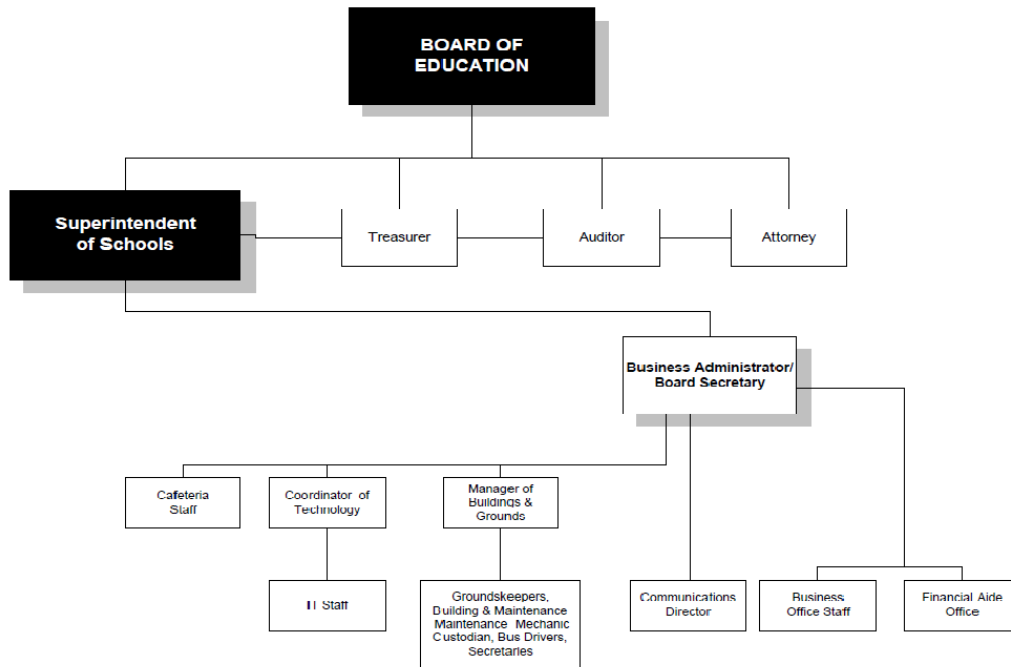 BOARD OF
EDUCATION
Superintendent
of Schools
Treasurer
Auditor
Attorney
Business Administrator/
Board Secretary
Cafeteria
Staff
Coordinator of
Technology
Manager of
Buildings &
Grounds
IT Staff
Groundskeepers,
Building & Maintenance
Maintenance Mechanic
Custodian, Bus Drivers,
Secretaries
Communications
Director
Business
Office Staff
Financial Aide
Office